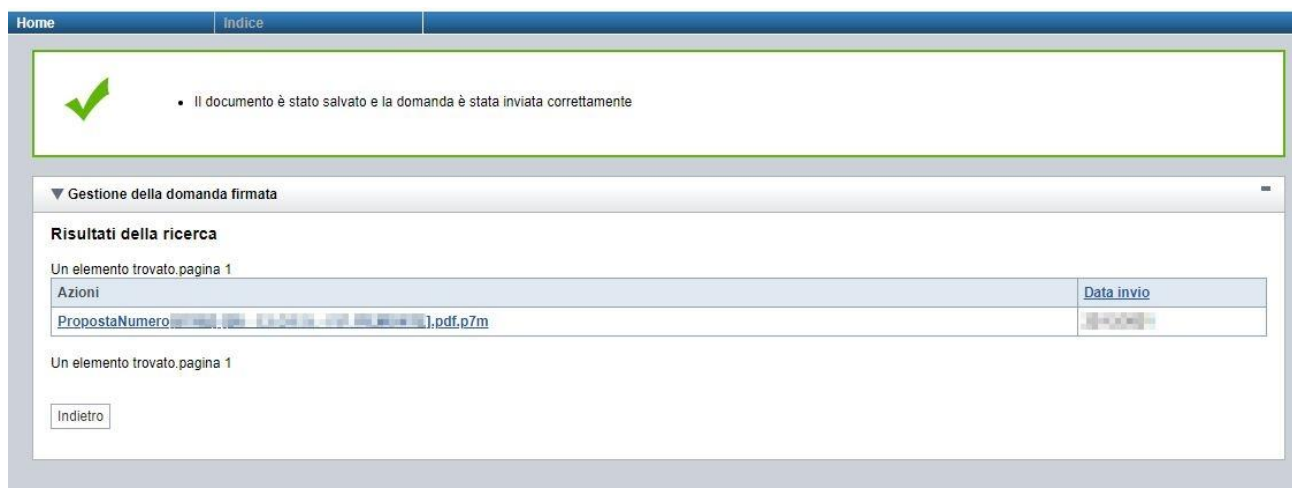 Home Indice
Il documento è stato salvato e la domanda è stata inviata correttamente
Gestione della domanda firmata
Risultati della ricerca
Un elemento trovato.pagina 1
Azioni Data invio
PropostaNumero ].pdf.p7m
Un elemento trovato.pagina 1
Indietro